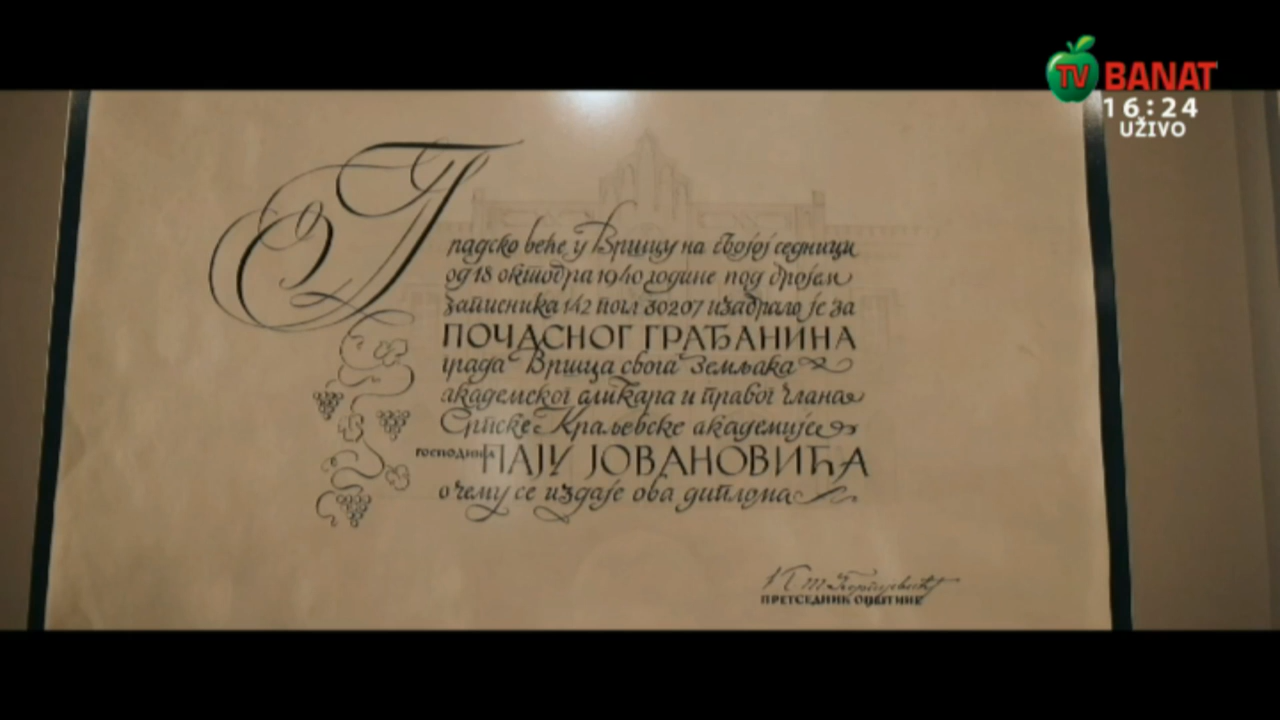 TV BANAT
16:24
UŽIVO
Градско веће у Вршцу на својој седници
од 18 октобра 1940 године под бројем
записника 142 погл 30207 изабрало је за
ПОЧАСНОГ ГРАЂАНИНА
града Вршца свога земљака
академског сликара и правог члана
Српске Краљевске академије
господина ПАЈУ ЈОВАНОВИЋА
о чему се издаје ова диплома
ПРЕТСЕДНИК ОПШТИНЕ